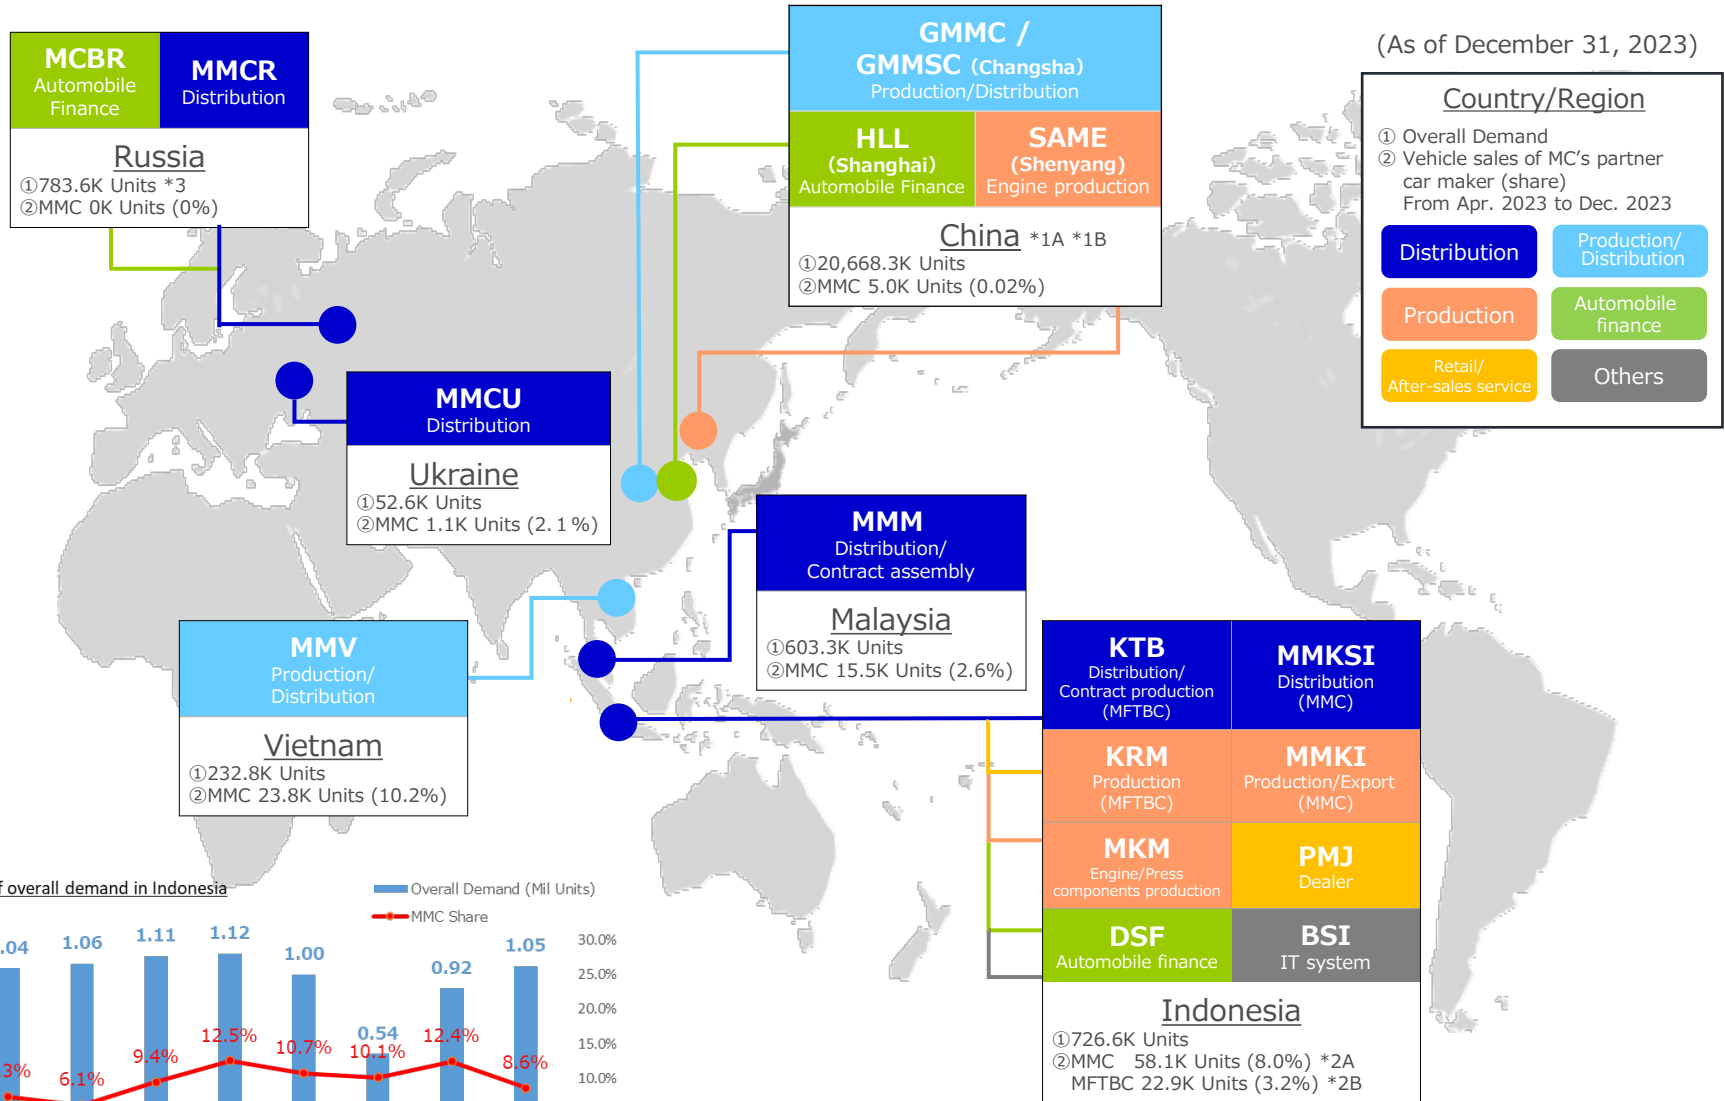 (As of December 31, 2023)
MCBR
Automobile
Finance
MMCR
Distribution
Russia
①783.6K Units *3
②MMC 0K Units (0%)
GMMC /
GMMSC (Changsha)
Production/Distribution
HLL
(Shanghai)
Automobile Finance
SAME
(Shenyang)
Engine production
China *1A *1B
①20,668.3K Units
②MMC 5.0K Units (0.02%)
Country/Region
① Overall Demand
② Vehicle sales of MC's partner
car maker (share)
From Apr. 2023 to Dec. 2023
Distribution
Production/
Distribution
Production
Automobile
finance
Retail/
After-sales service
Others
MMCU
Distribution
Ukraine
①52.6K Units
②MMC 1.1K Units (2.1%)
MMM
Distribution/
Contract assembly
Malaysia
①603.3K Units
②MMC 15.5K Units (2.6%)
MMV
Production/
Distribution
Vietnam
①232.8K Units
②MMC 23.8K Units (10.2%)
KTB
Distribution/
Contract production
(MFTBC)
MMKSI
Distribution
(MMC)
KRM
Production
(MFTBC)
MMKI
Production/Export
(MMC)
MKM
Engine/Press
components production
PMJ
Dealer
DSF
Automobile finance
BSI
IT system
Indonesia
①726.6K Units
②MMC 58.1K Units (8.0%) *2A
MFTBC 22.9K Units (3.2%) *2B
overall demand in Indonesia
Overall Demand (Mil Units)
MMC Share
.04 1.06 1.11 1.12 1.00 0.54 0.92 1.05
.3% 6.1% 9.4% 12.5% 10.7% 10.1% 12.4% 8.6%
30.0%
25.0%
20.0%
15.0%
10.0%